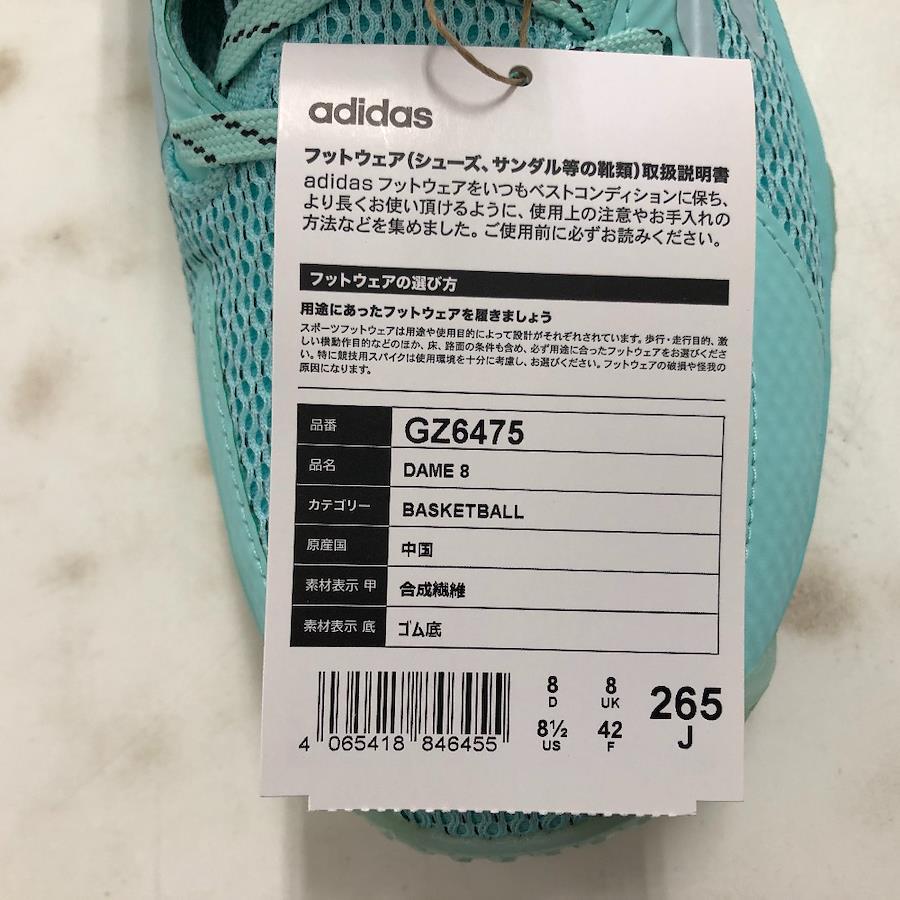 adidas
フットウェア(シューズ、サンダル等の靴類)取扱説明書
adidas フットウェアをいつもベストコンディションに保ち、
より長くお使い頂けるように、使用上の注意やお手入れの
方法などを集めました。ご使用前に必ずお読みください。
フットウェアの選び方
用途にあったフットウェアを履きましょう
スポーツフットウェアは用途や使用目的によって設計がそれぞれされています。歩行・走行目的、激
しい横動作目的などのほか、床、路面の条件も含め、必ず用途に合ったフットウェアをお選びくださ
い。特に競技用スパイクは使用環境を十分に考慮し、お選びください。フットウェアの破損や怪我の
原因になります。
品番 GZ6475
品名 DAME 8
カテゴリー BASKETBALL
原産国 中国
素材表示 甲 合成繊維
素材表示 底 ゴム底
8 8 265
D UK J
8½ 42
US F
4 065418 846455